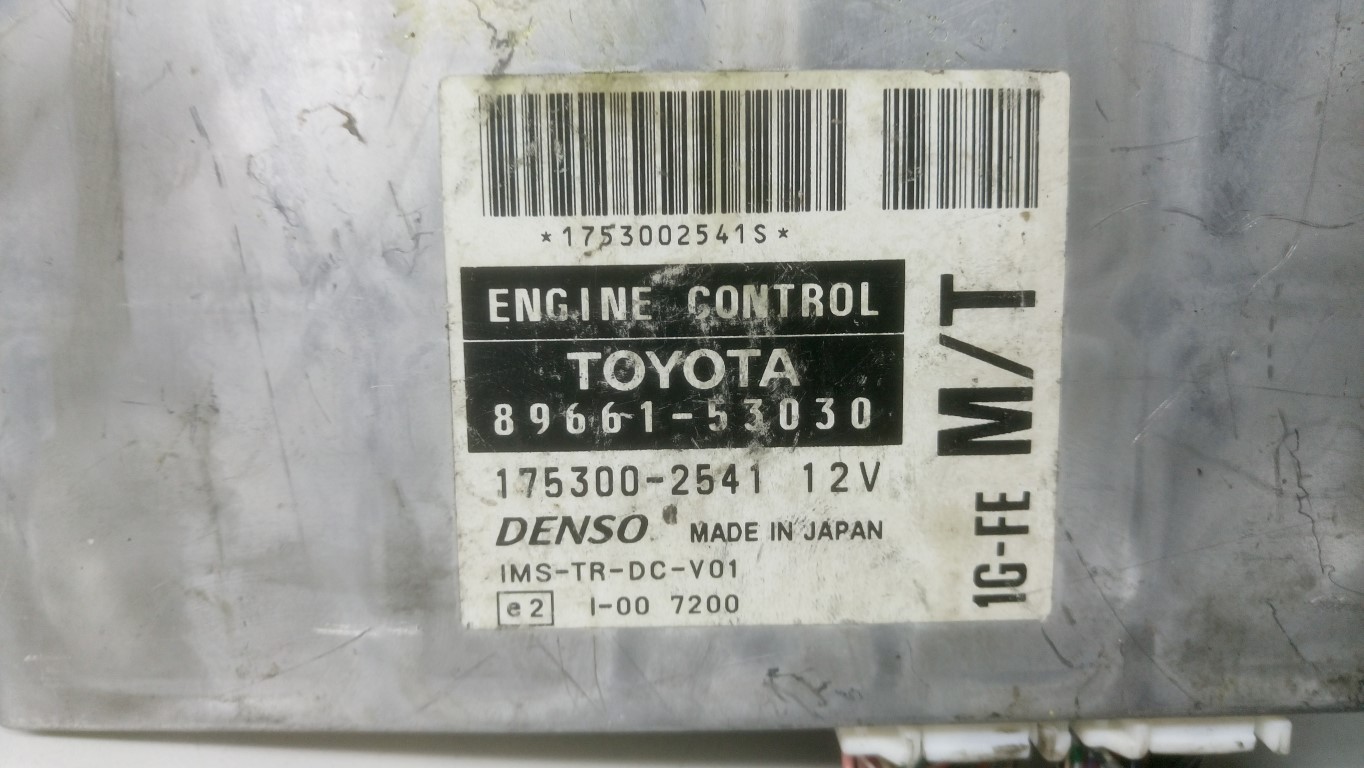 *1753002541S*
ENGINE CONTROL
TOYOTA
89661-53030
175300-2541 12V
DENSO MADE IN JAPAN
IMS-TR-DC-V01
e2 I-00 7200
1G-FE M/T